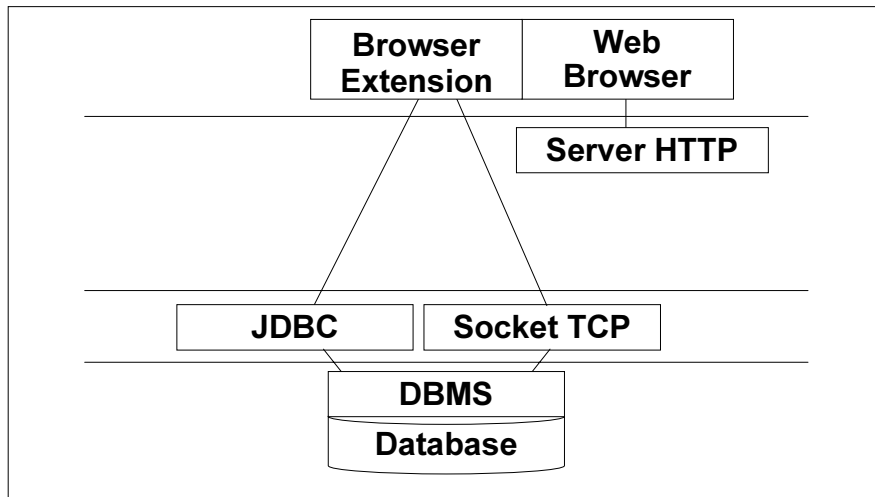 Browser
Extension
Web
Browser
Server HTTP
JDBC
Socket TCP
DBMS
Database